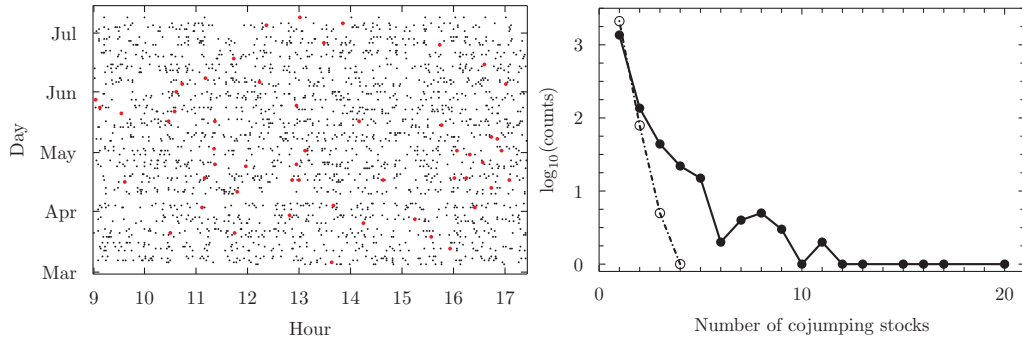 Jul
Jun
May
Apr
Mar
Day
9 10 11 12 13 14 15 16 17
Hour
3
2
1
0
log10(counts)
0 10 20
Number of cojumping stocks